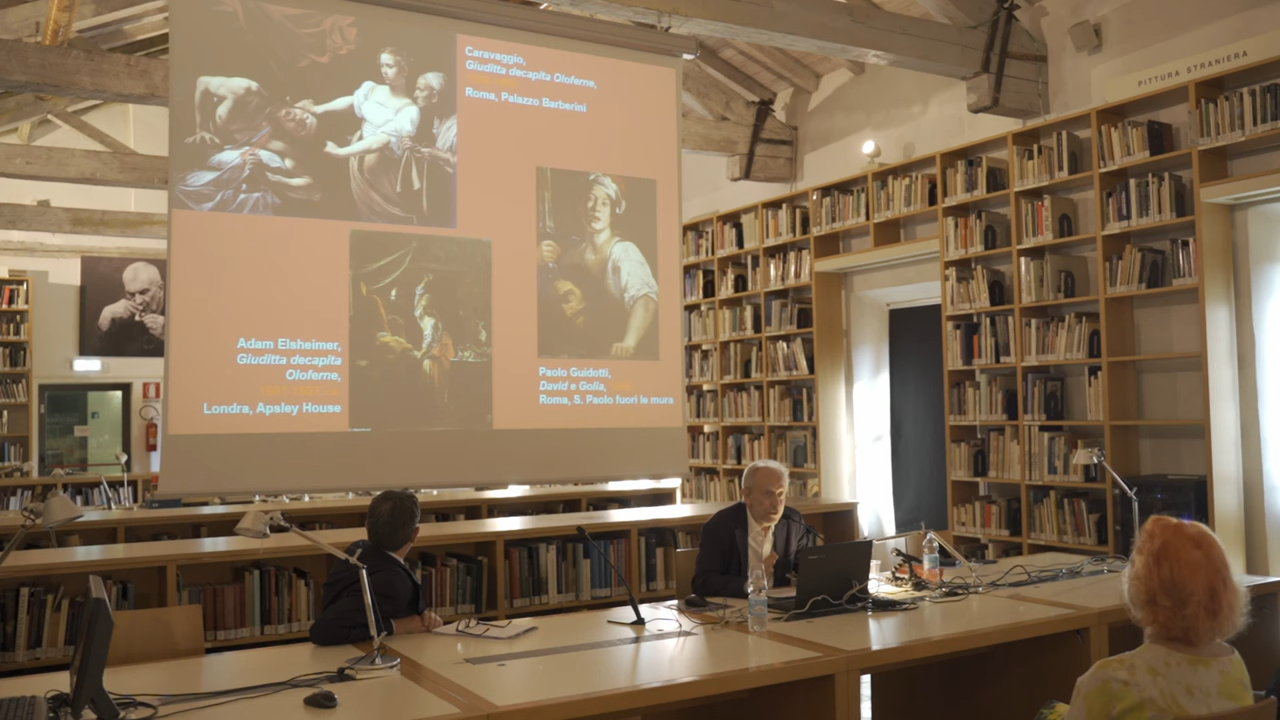 Caravaggio,
Giuditta decapita Oloferne,
Roma, Palazzo Barberini
PITTURA STRANIERA
Adam Elsheimer,
Giuditta decapita
Oloferne,
Londra, Apsley House
Paolo Guidotti,
David e Golia,
Roma, S. Paolo fuori le mura